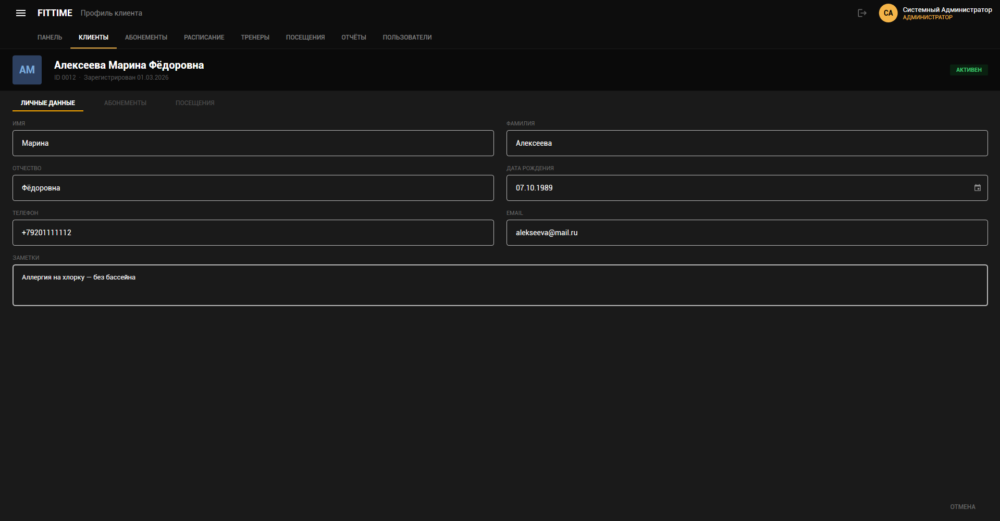 FITTIME Профиль клиента
СА Системный Администратор
АДМИНИСТРАТОР
ПАНЕЛЬ КЛИЕНТЫ АБОНЕМЕНТЫ РАСПИСАНИЕ ТРЕНЕРЫ ПОСЕЩЕНИЯ ОТЧЁТЫ ПОЛЬЗОВАТЕЛИ
АМ Алексеева Марина Фёдоровна
ID 0012 · Зарегистрирован 01.03.2026
АКТИВЕН
ЛИЧНЫЕ ДАННЫЕ АБОНЕМЕНТЫ ПОСЕЩЕНИЯ
ИМЯ ФАМИЛИЯ
Марина Алексеева
ОТЧЕСТВО ДАТА РОЖДЕНИЯ
Фёдоровна 07.10.1989
ТЕЛЕФОН EMAIL
+79201111112 alekseeva@mail.ru
ЗАМЕТКИ
Аллергия на хлорку — без бассейна
ОТМЕНА